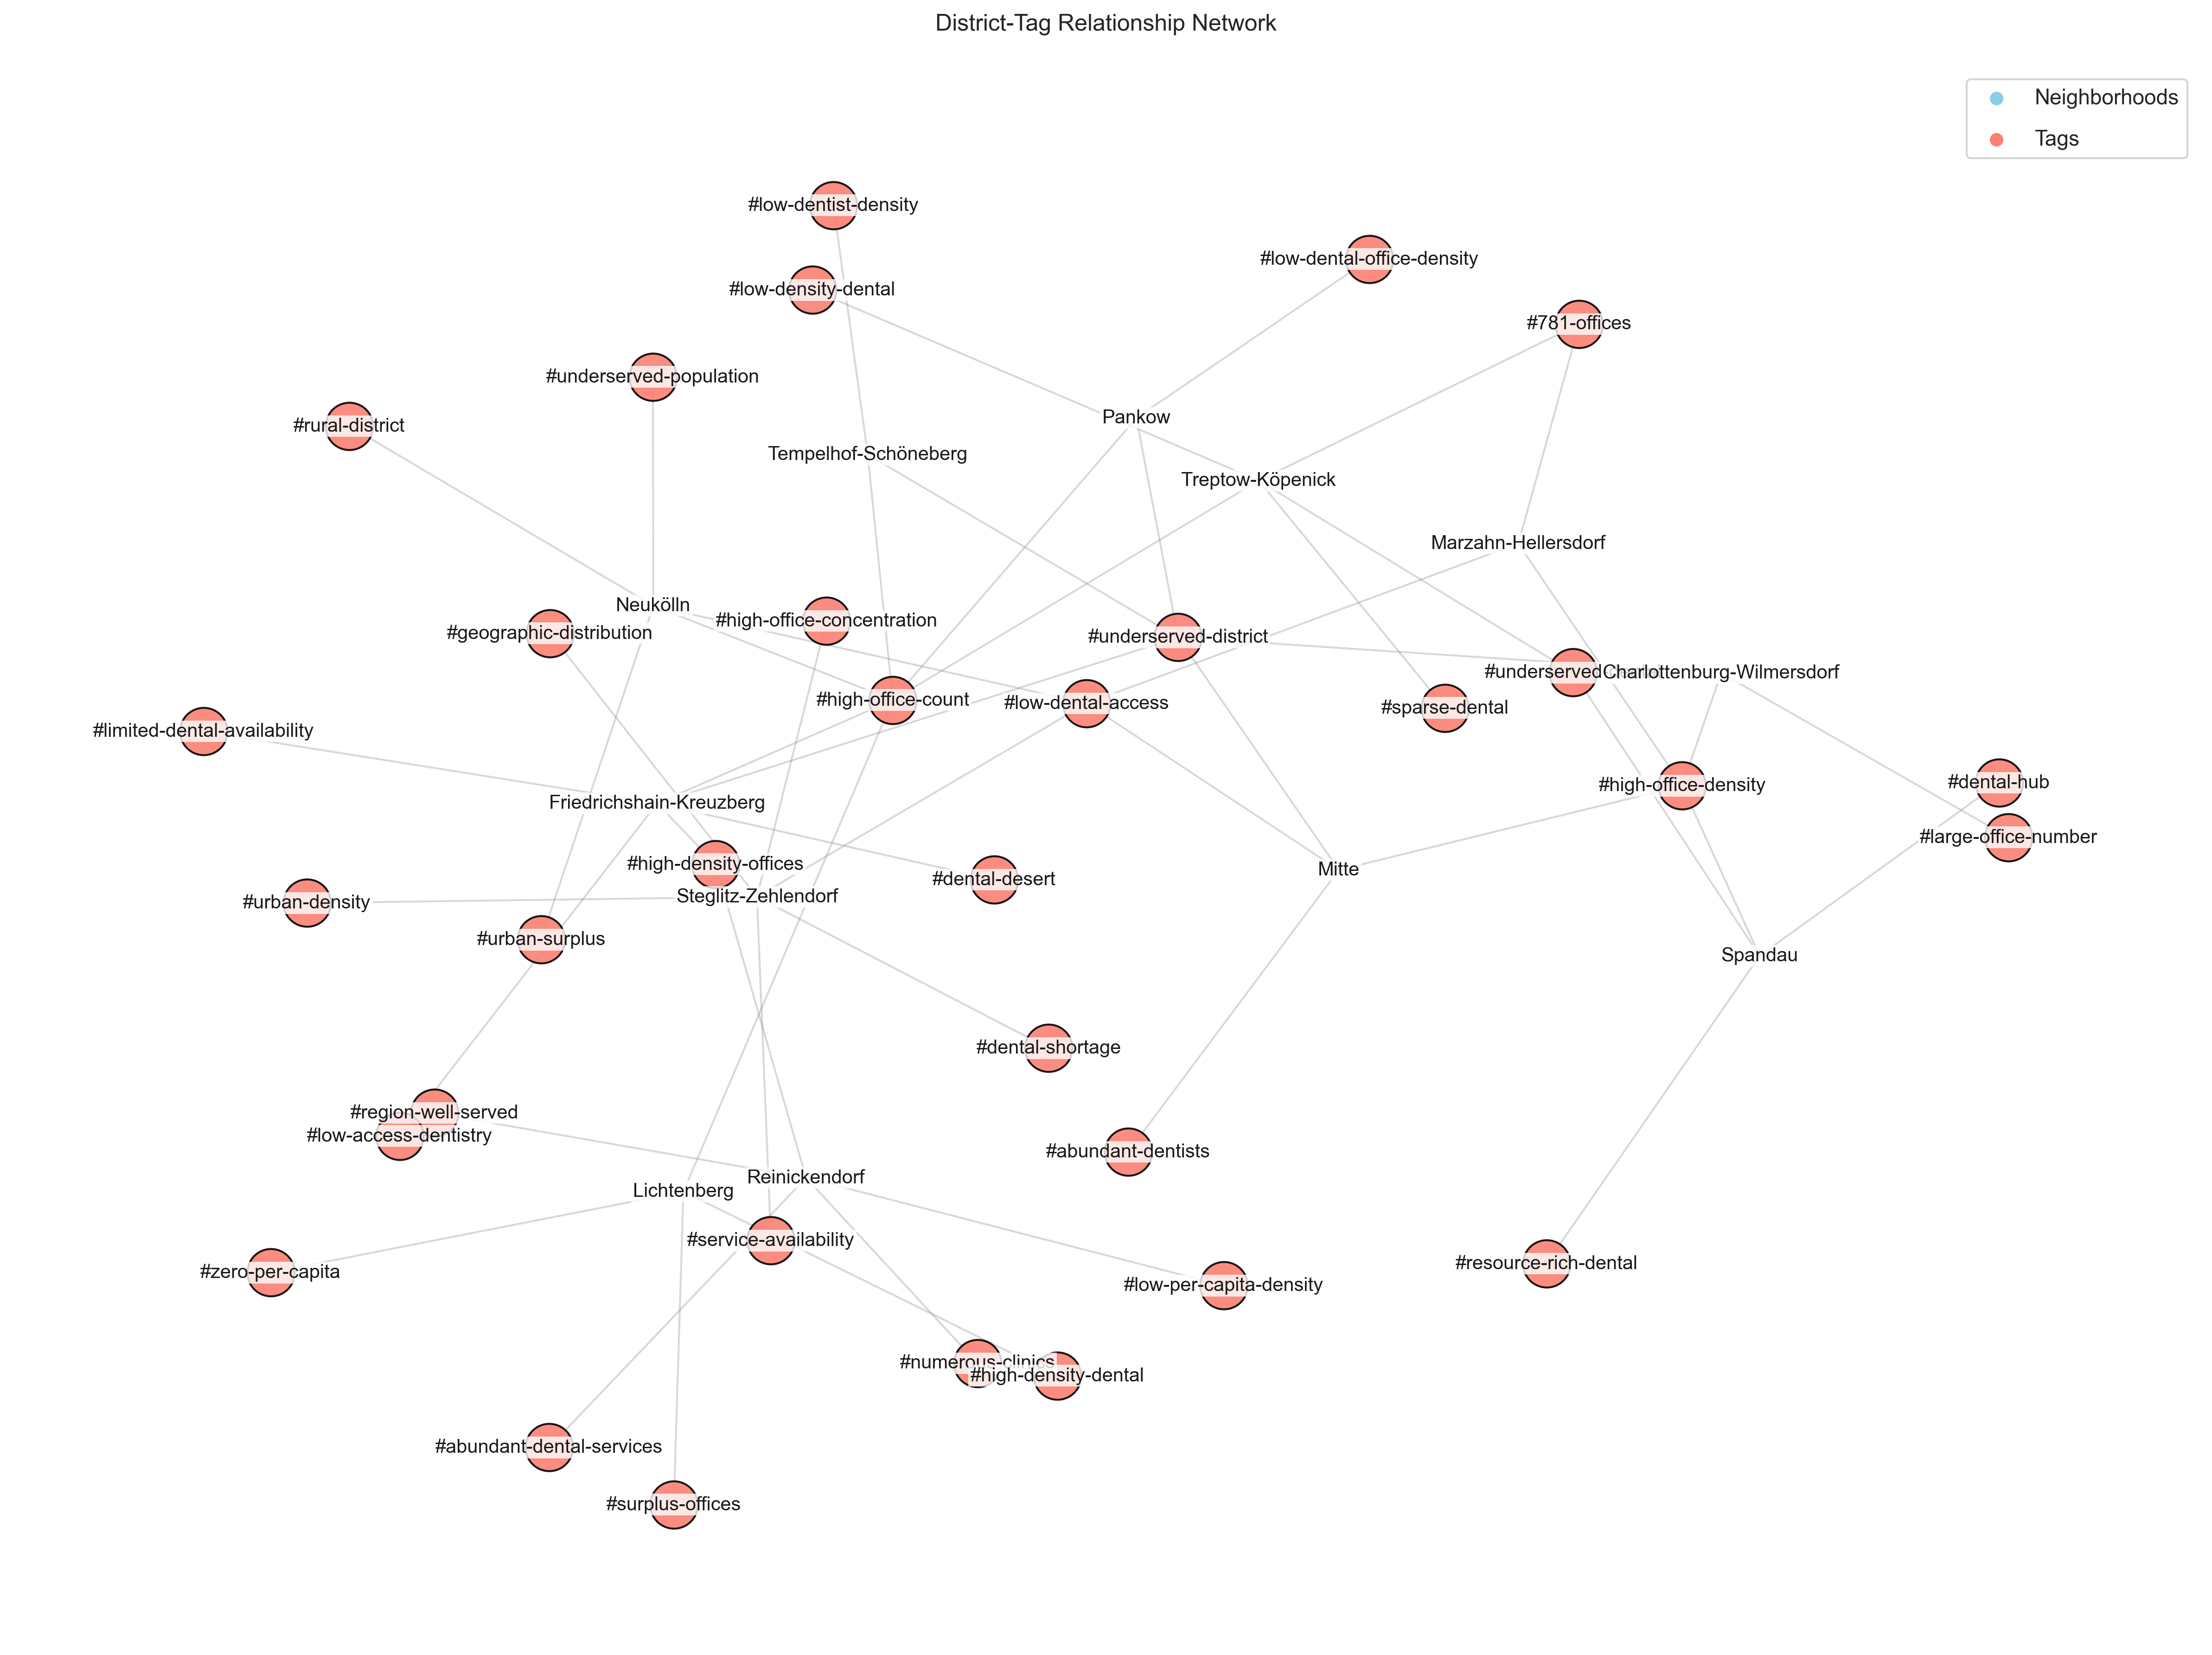 District-Tag Relationship Network
Neighborhoods
Tags
#low-dentist-density
#low-dental-office-density
#low-density-dental
#781-offices
#underserved-population
Pankow
#rural-district
Tempelhof-Schöneberg
Treptow-Köpenick
Marzahn-Hellersdorf
Neukölln
#high-office-concentration
#geographic-distribution
#underserved-district
#underserved
Charlottenburg-Wilmersdorf
#high-office-count
#low-dental-access
#sparse-dental
#limited-dental-availability
#dental-hub
#high-office-density
Friedrichshain-Kreuzberg
#large-office-number
#high-density-offices
Mitte
#dental-desert
Steglitz-Zehlendorf
#urban-density
#urban-surplus
Spandau
#dental-shortage
#region-well-served
#low-access-dentistry
#abundant-dentists
Reinickendorf
Lichtenberg
#service-availability
#resource-rich-dental
#zero-per-capita
#low-per-capita-density
#numerous-clinics
#high-density-dental
#abundant-dental-services
#surplus-offices